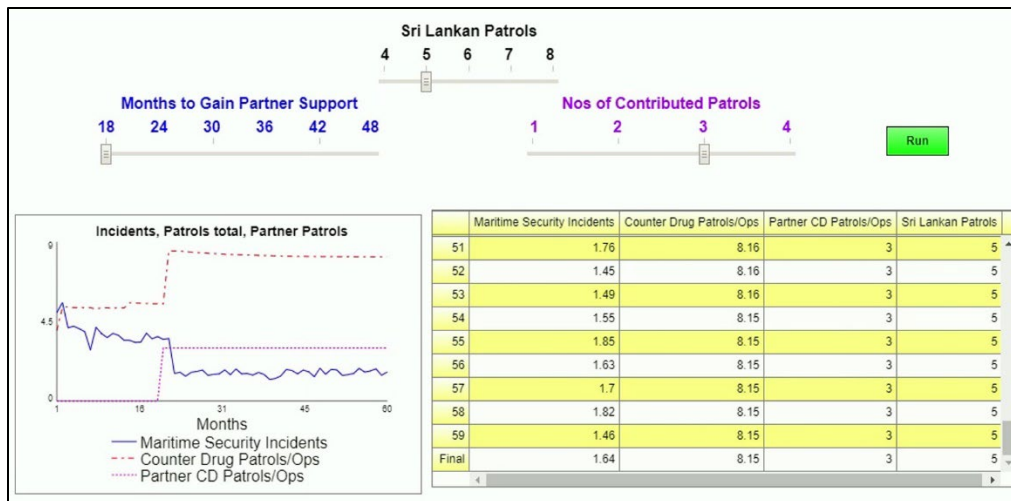 Sri Lankan Patrols
4 5 6 7 8
Months to Gain Partner Support
18 24 30 36 42 48
Nos of Contributed Patrols
1 2 3 4
Run
Incidents, Patrols total, Partner Patrols
9
4.5
0
1 16 31 45 60
Months
Maritime Security Incidents
Counter Drug Patrols/Ops
Partner CD Patrols/Ops
Maritime Security Incidents Counter Drug Patrols/Ops Partner CD Patrols/Ops Sri Lankan Patrols
51 1.76 8.16 3 5
52 1.45 8.16 3 5
53 1.49 8.16 3 5
54 1.55 8.15 3 5
55 1.85 8.15 3 5
56 1.63 8.15 3 5
57 1.7 8.15 3 5
58 1.82 8.15 3 5
59 1.46 8.15 3 5
Final 1.64 8.15 3 5